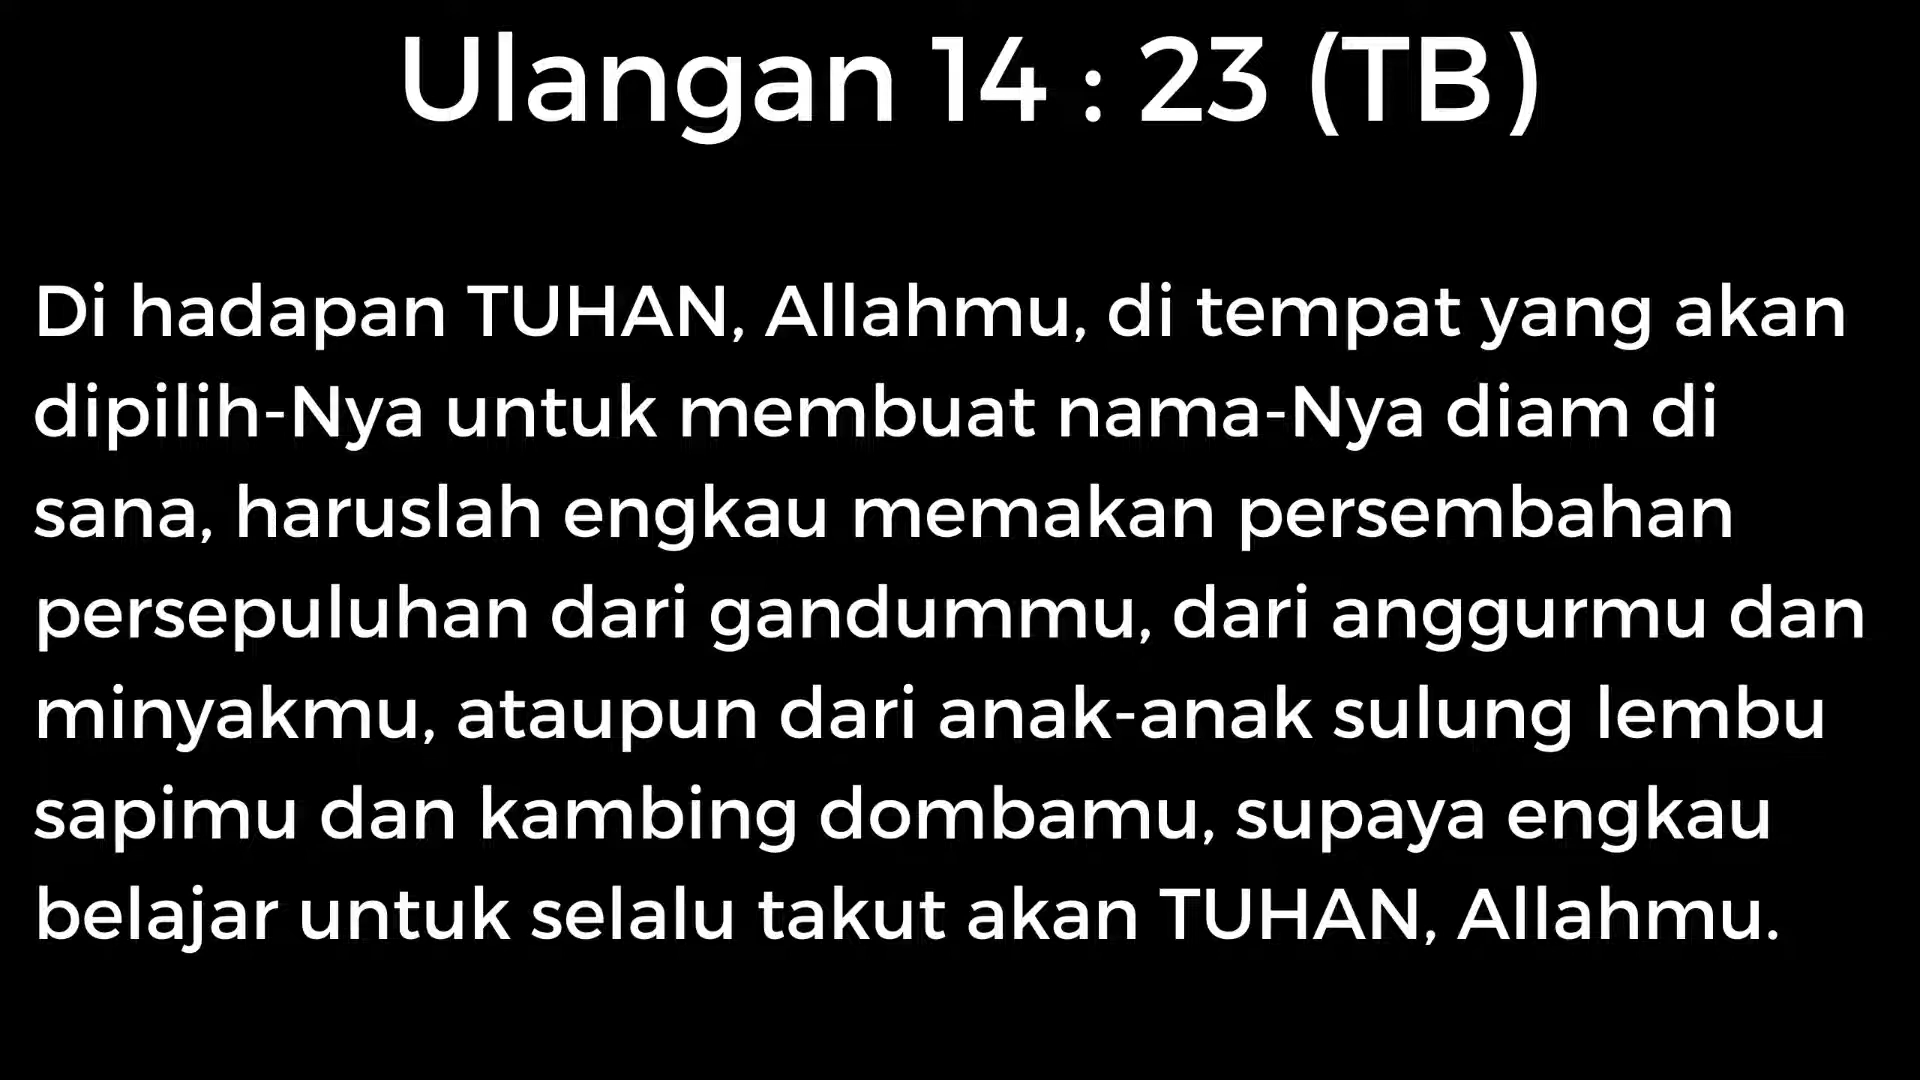 Ulangan 14 : 23 (TB)
Di hadapan TUHAN, Allahmu, di tempat yang akan
dipilih-Nya untuk membuat nama-Nya diam di
sana, haruslah engkau memakan persembahan
persepuluhan dari gandummu, dari anggurmu dan
minyakmu, ataupun dari anak-anak sulung lembu
sapimu dan kambing dombamu, supaya engkau
belajar untuk selalu takut akan TUHAN, Allahmu.